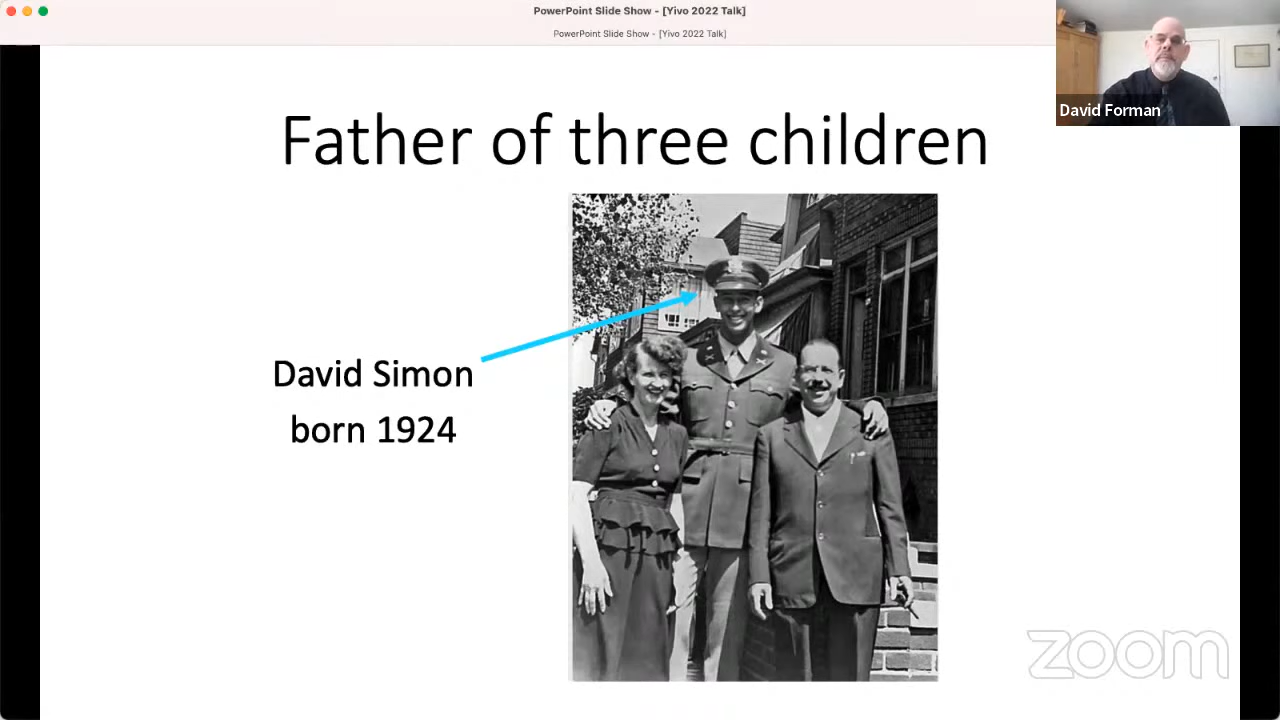 PowerPoint Slide Show - [Yivo 2022 Talk]
PowerPoint Slide Show - [Yivo 2022 Talk]
David Forman
Father of three children
David Simon
born 1924
zoom